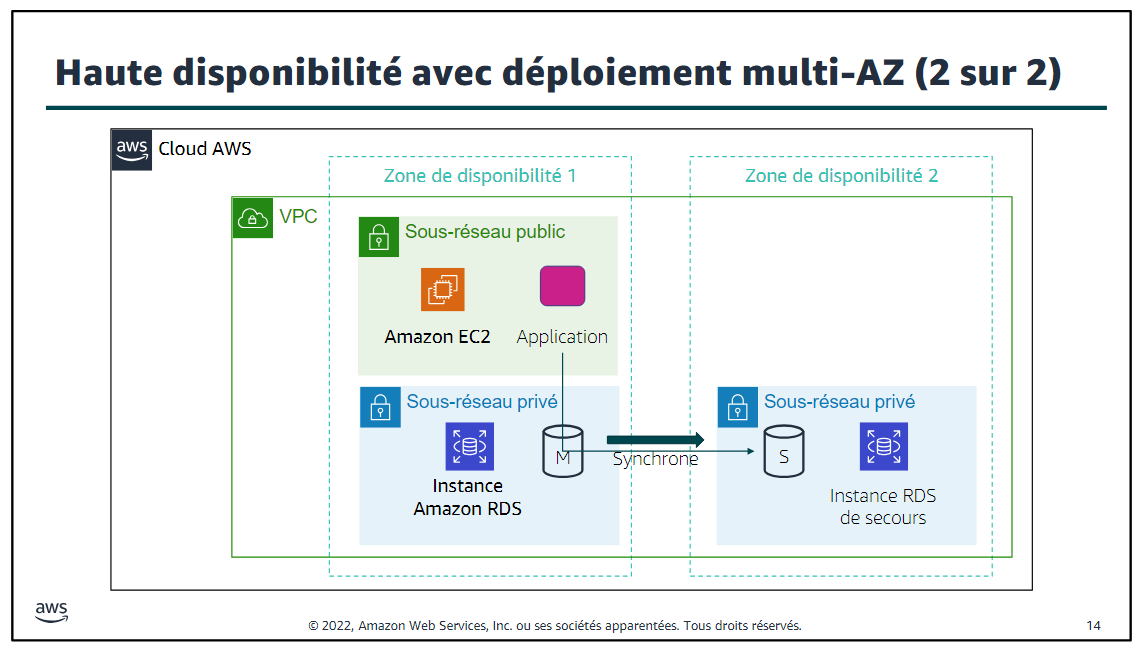 Haute disponibilité avec déploiement multi-AZ (2 sur 2)
aws
Cloud AWS
Zone de disponibilité 1
Zone de disponibilité 2
VPC
Sous-réseau public
Amazon EC2
Application
Sous-réseau privé
Sous-réseau privé
M
Synchrone
S
Instance
Amazon RDS
Instance RDS
de secours
aws
© 2022, Amazon Web Services, Inc. ou ses sociétés apparentées. Tous droits réservés.
14